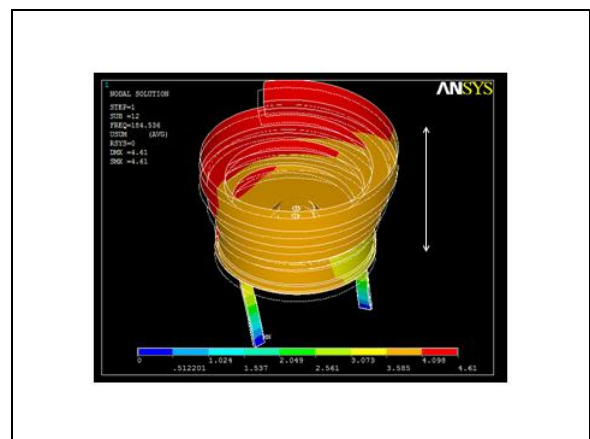 1
NODAL SOLUTION
STEP=1
SUB =12
FREQ=184.536
USUM (AVG)
RSYS=0
DMX =4.61
SMX =4.61
ANSYS
0 1.024 2.049 3.073 4.098
.512201 1.537 2.561 3.585 4.61